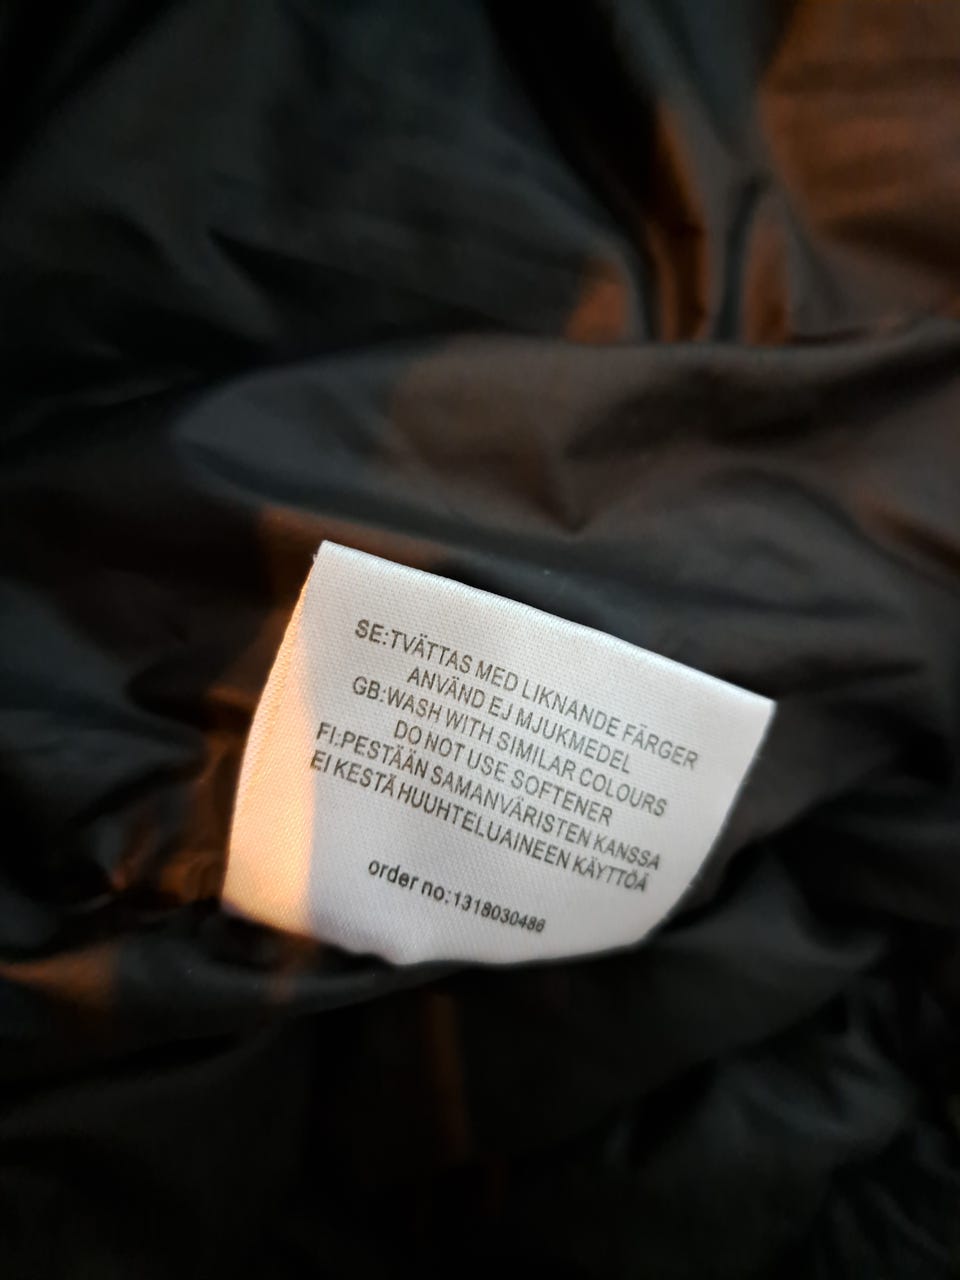 SE:TVÄTTAS MED LIKNANDE FÄRGER
ANVÄND EJ MJUKMEDEL
GB:WASH WITH SIMILAR COLOURS
DO NOT USE SOFTENER
FI:PESTÄÄN SAMANVÄRISTEN KANSSA
EI KESTÄ HUUHTELUAINEEN KÄYTTÖÄ
order no:1318030486